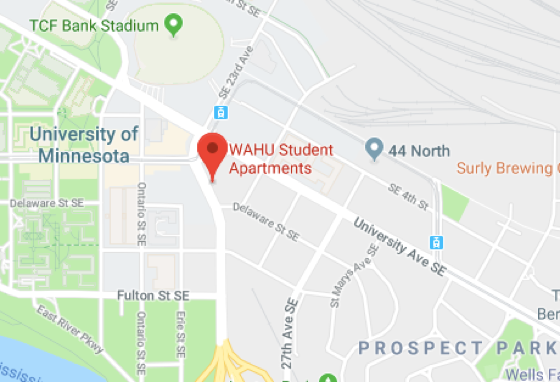 TCF Bank Stadium
SE 23rd Ave
University of
Minnesota
WAHU Student
Apartments
44 North
Surly Brewing
SE 4th St
Delaware St SE
Ontario St SE
Delaware St SE
University Ave SE
St Marys Ave SE
Fulton St SE
East River Pkwy
Ontario St SE
Erie St SE
27th Ave SE
PROSPECT PARK
Ber
Wells Fa